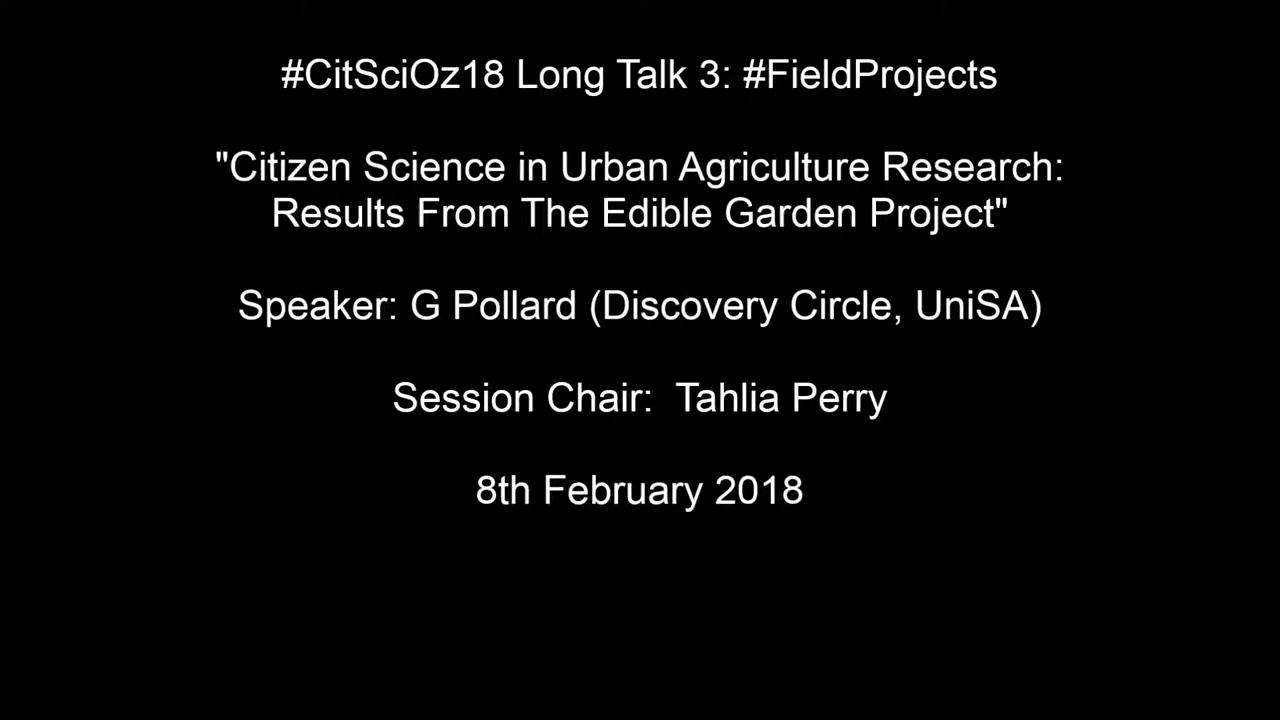 #CitSciOz18 Long Talk 3: #FieldProjects
"Citizen Science in Urban Agriculture Research:
Results From The Edible Garden Project"
Speaker: G Pollard (Discovery Circle, UniSA)
Session Chair:  Tahlia Perry
8th February 2018